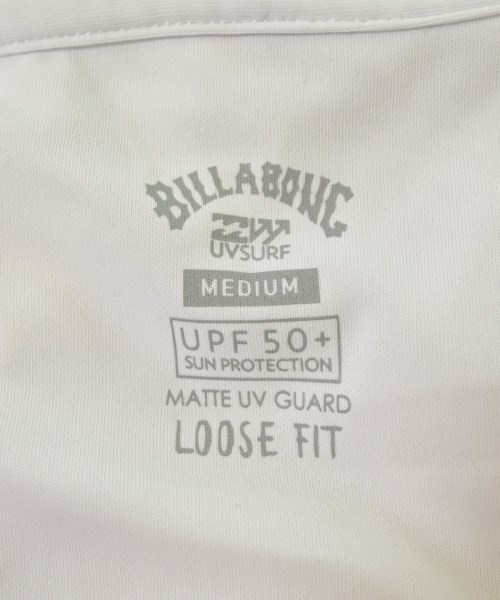 BILLABONG
UVSURF
MEDIUM
UPF 50+
SUN PROTECTION
MATTE UV GUARD
LOOSE FIT